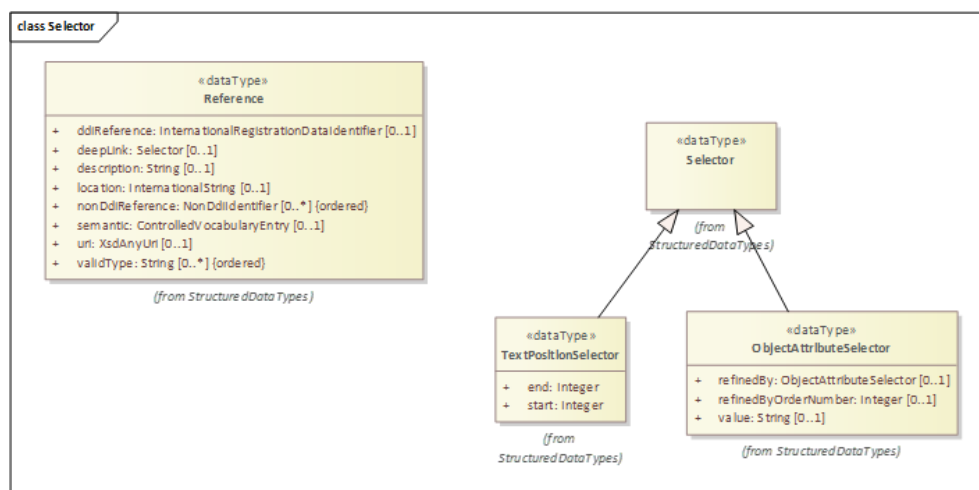 class Selector
«dataType»
Reference
+ ddiReference: InternationalRegistrationDataIdentifier [0..1]
+ deepLink: Selector [0..1]
+ description: String [0..1]
+ location: InternationalString [0..1]
+ nonDdiReference: NonDdiIdentifier [0..*] {ordered}
+ semantic: ControlledVocabularyEntry [0..1]
+ uri: XsdAnyUri [0..1]
+ validType: String [0..*] {ordered}
(from StructuredDataTypes)
«dataType»
Selector
(from
StructuredDataTypes)
«dataType»
TextPositionSelector
+ end: Integer
+ start: Integer
(from
StructuredDataTypes)
«dataType»
ObjectAttributeSelector
+ refinedBy: ObjectAttributeSelector [0..1]
+ refinedByOrderNumber: Integer [0..1]
+ value: String [0..1]
(from StructuredDataTypes)